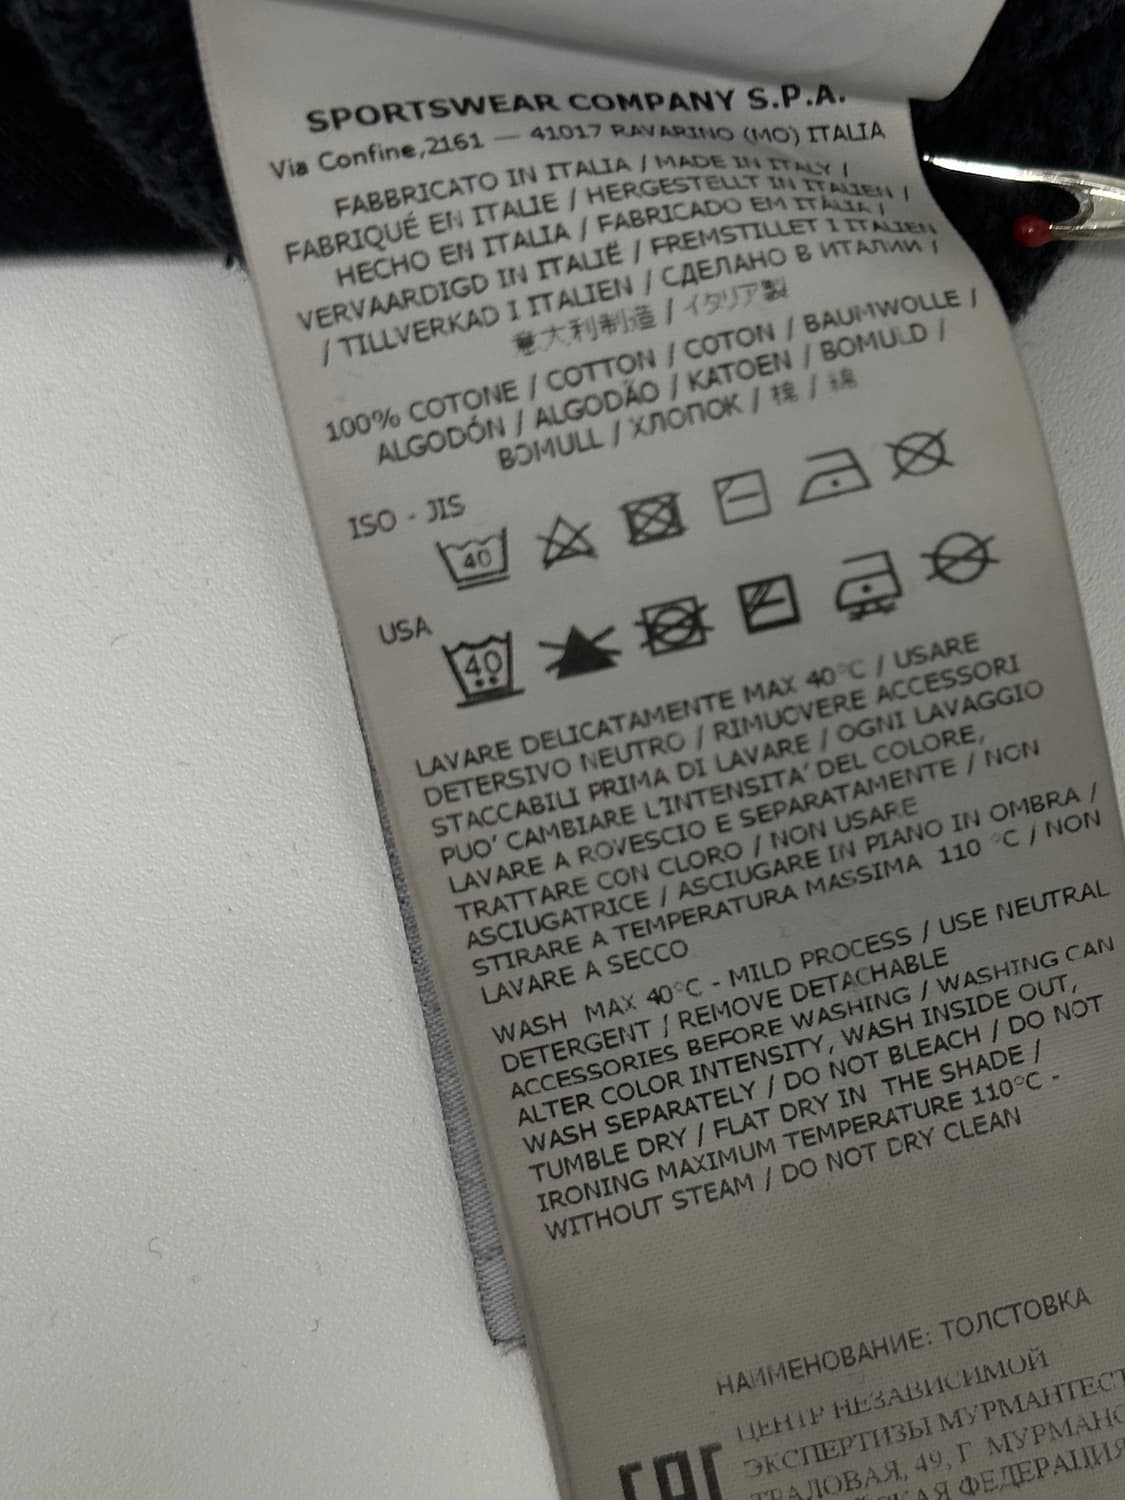 SPORTSWEAR COMPANY S.P.A.
Via Confine,2161 — 41017 RAVARINO (MO) ITALIA
FABBRICATO IN ITALIA / MADE IN ITALY /
FABRIQUÉ EN ITALIE / HERGESTELLT IN ITALIEN /
HECHO EN ITALIA / FABRICADO EM ITÀLIA /
VERVAARDIGD IN ITALIË / FREMSTILLET I ITALIEN
/ TILLVERKAD I ITALIEN / СДЕЛАНО В ИТАЛИИ /
意大利制造 / イタリア製
100% COTONE / COTTON / COTON / BAUMWOLLE /
ALGODÓN / ALGODÃO / KATOEN / BOMULD /
BOMULL / ХЛОПОК / 棉 / 綿
ISO - JIS
40
USA
40
LAVARE DELICATAMENTE MAX 40°C / USARE
DETERSIVO NEUTRO / RIMUOVERE ACCESSORI
STACCABILI PRIMA DI LAVARE / OGNI LAVAGGIO
PUO' CAMBIARE L'INTENSITA' DEL COLORE,
LAVARE A ROVESCIO E SEPARATAMENTE / NON
TRATTARE CON CLORO / NON USARE
ASCIUGATRICE / ASCIUGARE IN PIANO IN OMBRA /
STIRARE A TEMPERATURA MASSIMA 110 °C / NON
LAVARE A SECCO
WASH MAX 40°C - MILD PROCESS / USE NEUTRAL
DETERGENT / REMOVE DETACHABLE
ACCESSORIES BEFORE WASHING / WASHING CAN
ALTER COLOR INTENSITY, WASH INSIDE OUT,
WASH SEPARATELY / DO NOT BLEACH / DO NOT
TUMBLE DRY / FLAT DRY IN THE SHADE /
IRONING MAXIMUM TEMPERATURE 110°C -
WITHOUT STEAM / DO NOT DRY CLEAN
НАИМЕНОВАНИЕ: ТОЛСТОВКА
ЦЕНТР НЕЗАВИСИМОЙ
ЭКСПЕРТИЗЫ МУРМАНТЕСТ
ТРАЛОВАЯ, 49, Г МУРМАНС
ФЕДЕРАЦИЯ
EAC